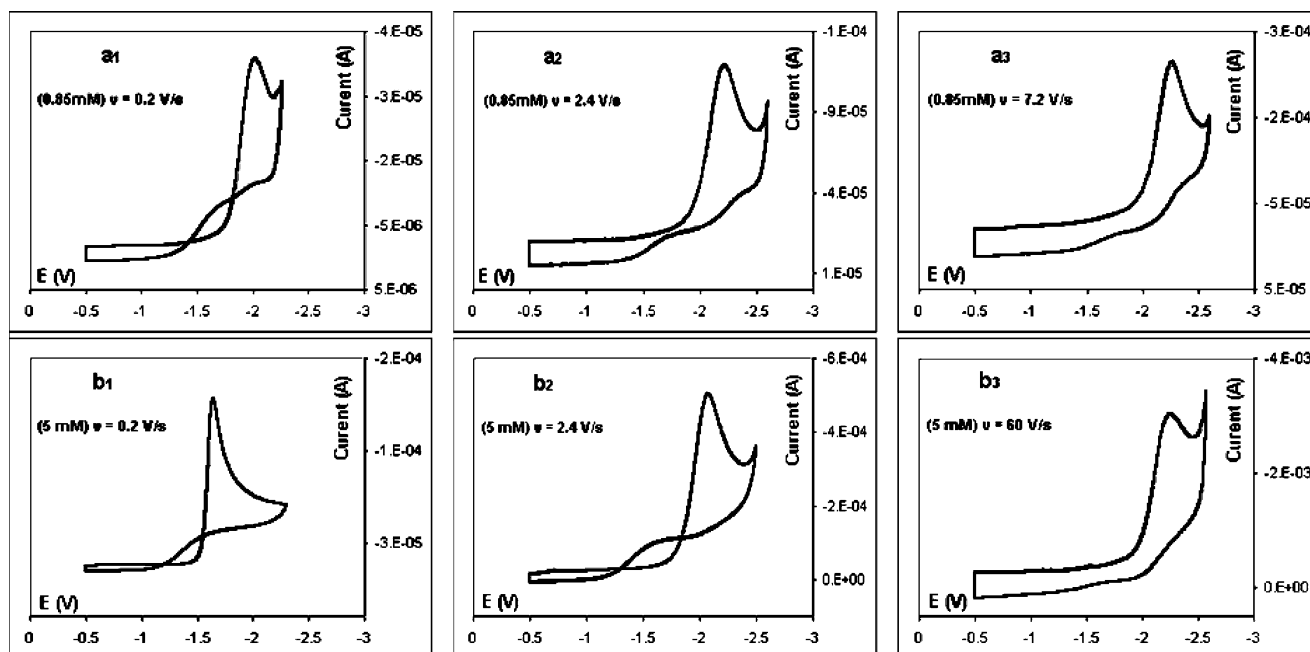 a1
(0.85mM) υ = 0.2 V/s
Curent (A)
-4.E-05
-3.E-05
-2.E-05
-5.E-06
5.E-06
E (V)
0 -0.5 -1 -1.5 -2 -2.5 -3
a2
(0.85mM) υ = 2.4 V/s
Curent (A)
-1.E-04
-9.E-05
-4.E-05
1.E-05
E (V)
0 -0.5 -1 -1.5 -2 -2.5 -3
a3
(0.85mM) υ = 7.2 V/s
Curent (A)
-3.E-04
-2.E-04
-5.E-05
5.E-05
E (V)
0 -0.5 -1 -1.5 -2 -2.5 -3
b1
(5 mM) υ = 0.2 V/s
Curent (A)
-2.E-04
-1.E-04
-3.E-05
E (V)
0 -0.5 -1 -1.5 -2 -2.5 -3
b2
(5 mM) υ = 2.4 V/s
Curent (A)
-6.E-04
-4.E-04
-2.E-04
0.E+00
E (V)
0 -0.5 -1 -1.5 -2 -2.5 -3
b3
(5 mM) υ = 60 V/s
Curent (A)
-4.E-03
-2.E-03
0.E+00
E (V)
0 -0.5 -1 -1.5 -2 -2.5 -3